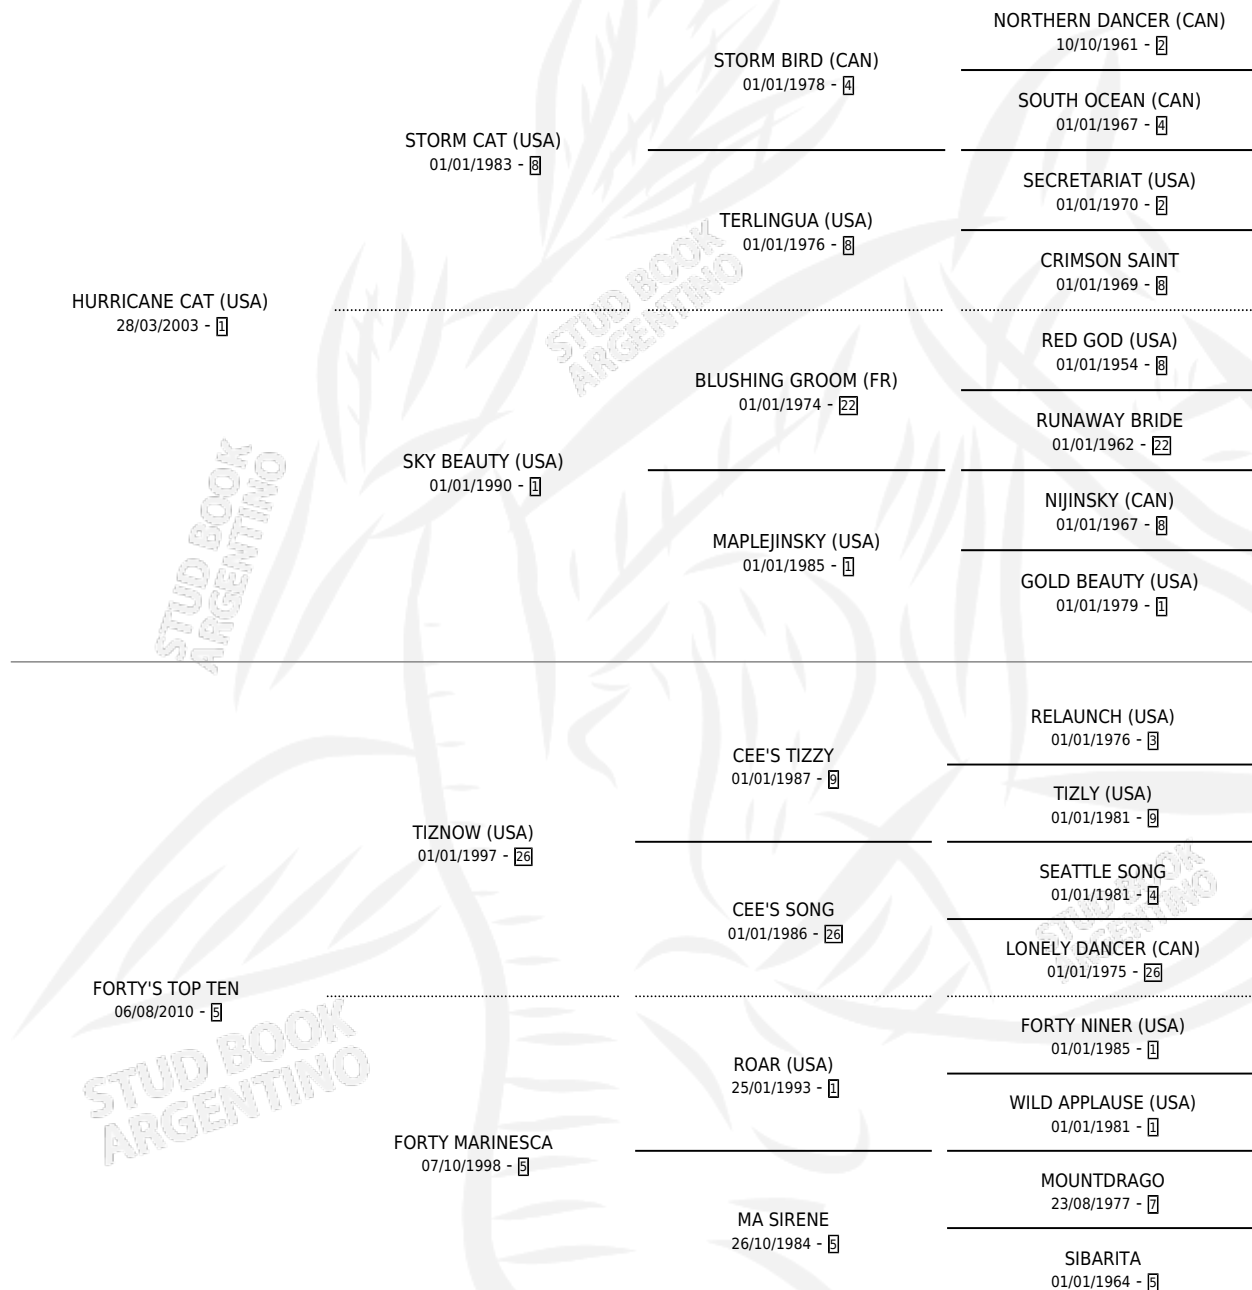 NORTHERN DANCER (CAN)
10/10/1961 - 2
STORM BIRD (CAN)
01/01/1978 - 4
SOUTH OCEAN (CAN)
01/01/1967 - 4
STORM CAT (USA)
01/01/1983 - 8
SECRETARIAT (USA)
01/01/1970 - 2
TERLINGUA (USA)
01/01/1976 - 8
CRIMSON SAINT
01/01/1969 - 8
HURRICANE CAT (USA)
28/03/2003 - 1
RED GOD (USA)
01/01/1954 - 8
BLUSHING GROOM (FR)
01/01/1974 - 22
RUNAWAY BRIDE
01/01/1962 - 22
SKY BEAUTY (USA)
01/01/1990 - 1
NIJINSKY (CAN)
01/01/1967 - 8
MAPLEJINSKY (USA)
01/01/1985 - 1
GOLD BEAUTY (USA)
01/01/1979 - 1
RELAUNCH (USA)
01/01/1976 - 3
CEE'S TIZZY
01/01/1987 - 9
TIZLY (USA)
01/01/1981 - 9
TIZNOW (USA)
01/01/1997 - 26
SEATTLE SONG
01/01/1981 - 4
CEE'S SONG
01/01/1986 - 26
LONELY DANCER (CAN)
01/01/1975 - 26
FORTY'S TOP TEN
06/08/2010 - 5
FORTY NINER (USA)
01/01/1985 - 1
ROAR (USA)
25/01/1993 - 1
WILD APPLAUSE (USA)
01/01/1981 - 1
FORTY MARINESCA
07/10/1998 - 5
MOUNTDRAGO
23/08/1977 - 7
MA SIRENE
26/10/1984 - 5
SIBARITA
01/01/1964 - 5
STUD BOOK
ARGENTINO
STUD BOOK
ARGENTINO
STUD BOOK
ARGENTINO
STUD BOOK
ARGENTINO